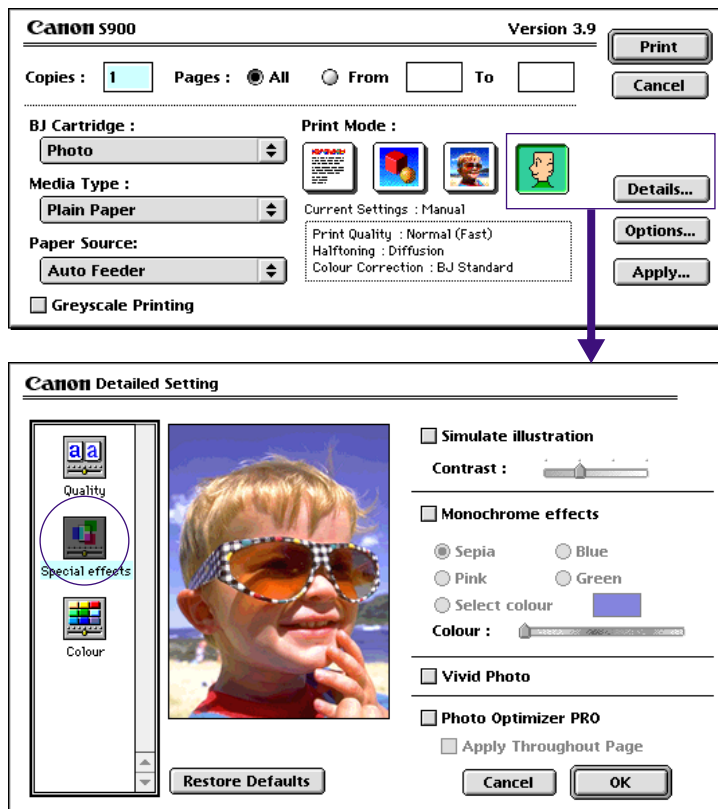 Canon S900 Version 3.9
Print
Copies : 1 Pages : All From To
Cancel
BJ Cartridge :
Photo
Print Mode :
Media Type :
Plain Paper
Details...
Current Settings : Manual
Print Quality : Normal (Fast)
Halftoning : Diffusion
Colour Correction : BJ Standard
Options...
Paper Source:
Auto Feeder
Apply...
Greyscale Printing
Canon Detailed Setting
aa
Quality
Special effects
Colour
Simulate illustration
Contrast :
Monochrome effects
Sepia Blue
Pink Green
Select colour
Colour :
Vivid Photo
Photo Optimizer PRO
Apply Throughout Page
Restore Defaults
Cancel OK